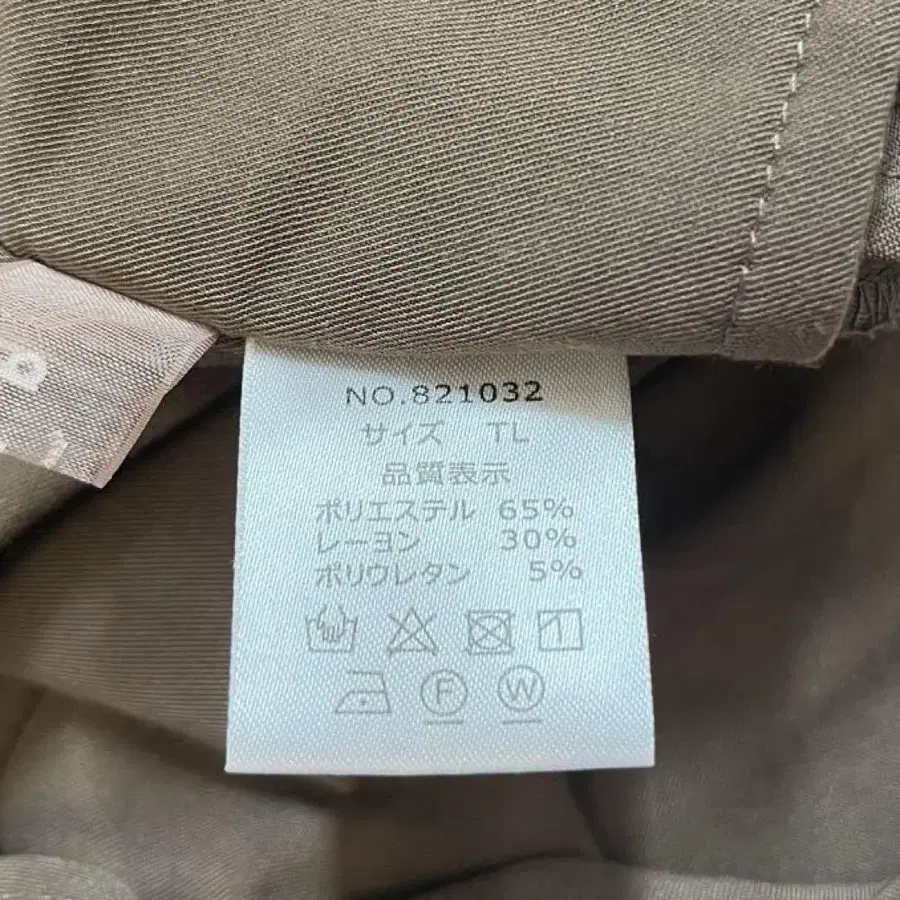 NO.821032
サイズ TL
品質表示
ポリエステル 65%
レーヨン 30%
ポリウレタン 5%
F W